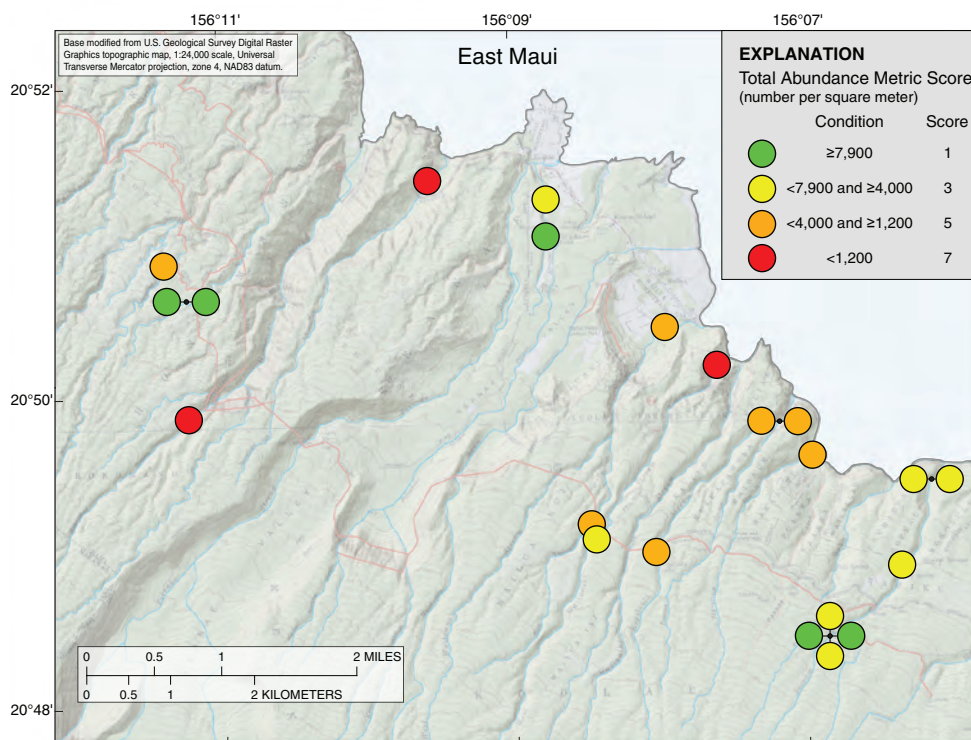 156°11'
156°09'
156°07'
Base modified from U.S. Geological Survey Digital Raster
Graphics topographic map, 1:24,000 scale, Universal
Transverse Mercator projection, zone 4, NAD83 datum.
East Maui
EXPLANATION
Total Abundance Metric Score
(number per square meter)
Condition Score
≥7,900 1
<7,900 and ≥4,000 3
<4,000 and ≥1,200 5
<1,200 7
20°52'
20°50'
20°48'
0 0.5 1 2 MILES
0 0.5 1 2 KILOMETERS